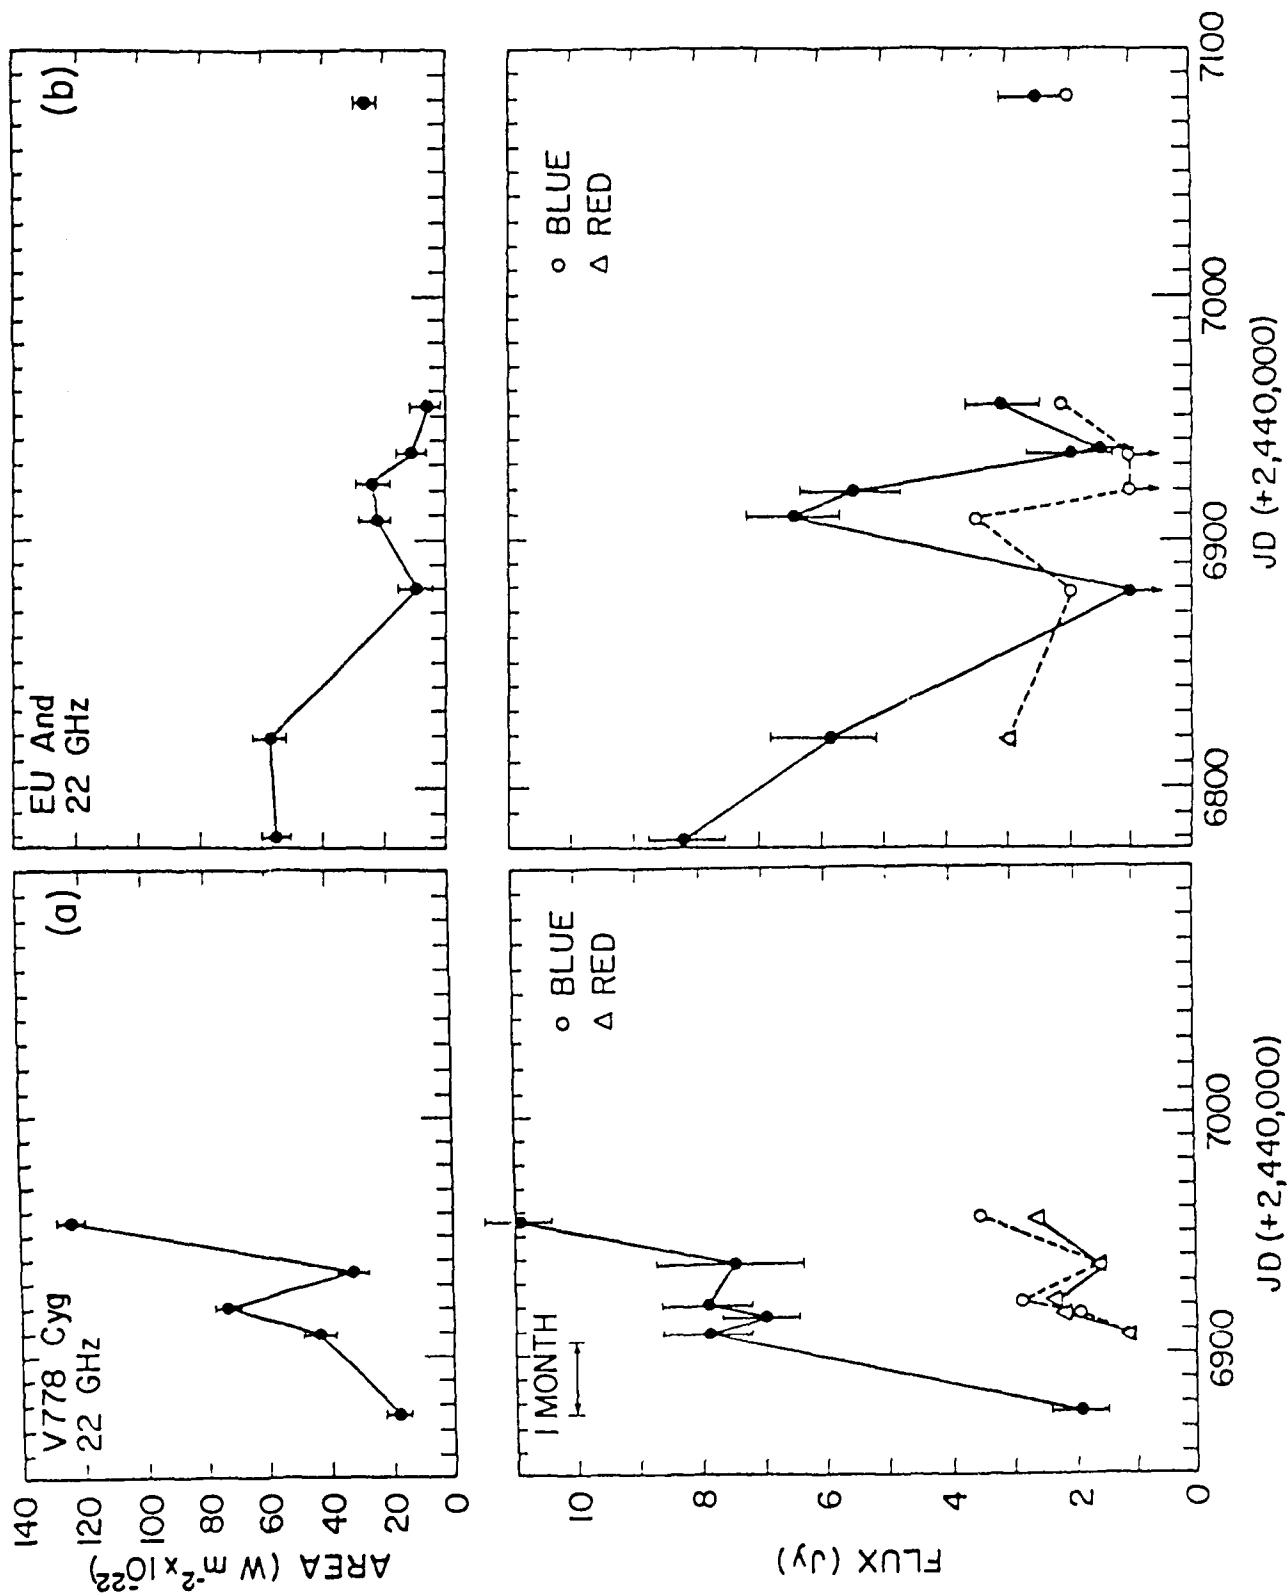 V778 Cyg
22 GHz
(a)
EU And
22 GHz
(b)
AREA (W m⁻² x10⁻²²)
140
120
100
80
60
40
20
0
1 MONTH
BLUE
RED
BLUE
RED
FLUX (Jy)
10
8
6
4
2
0
6900
7000
6800
6900
7000
7100
JD (+2,440,000)
JD (+2,440,000)